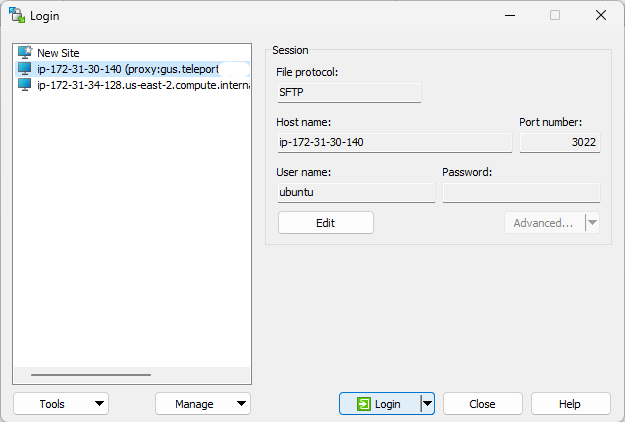 Login
New Site
ip-172-31-30-140 (proxy:gus.teleport
ip-172-31-34-128.us-east-2.compute.interna
Session
File protocol:
SFTP
Host name:
Port number:
ip-172-31-30-140
3022
User name:
Password:
ubuntu
Edit
Advanced...
Tools
Manage
Login
Close
Help